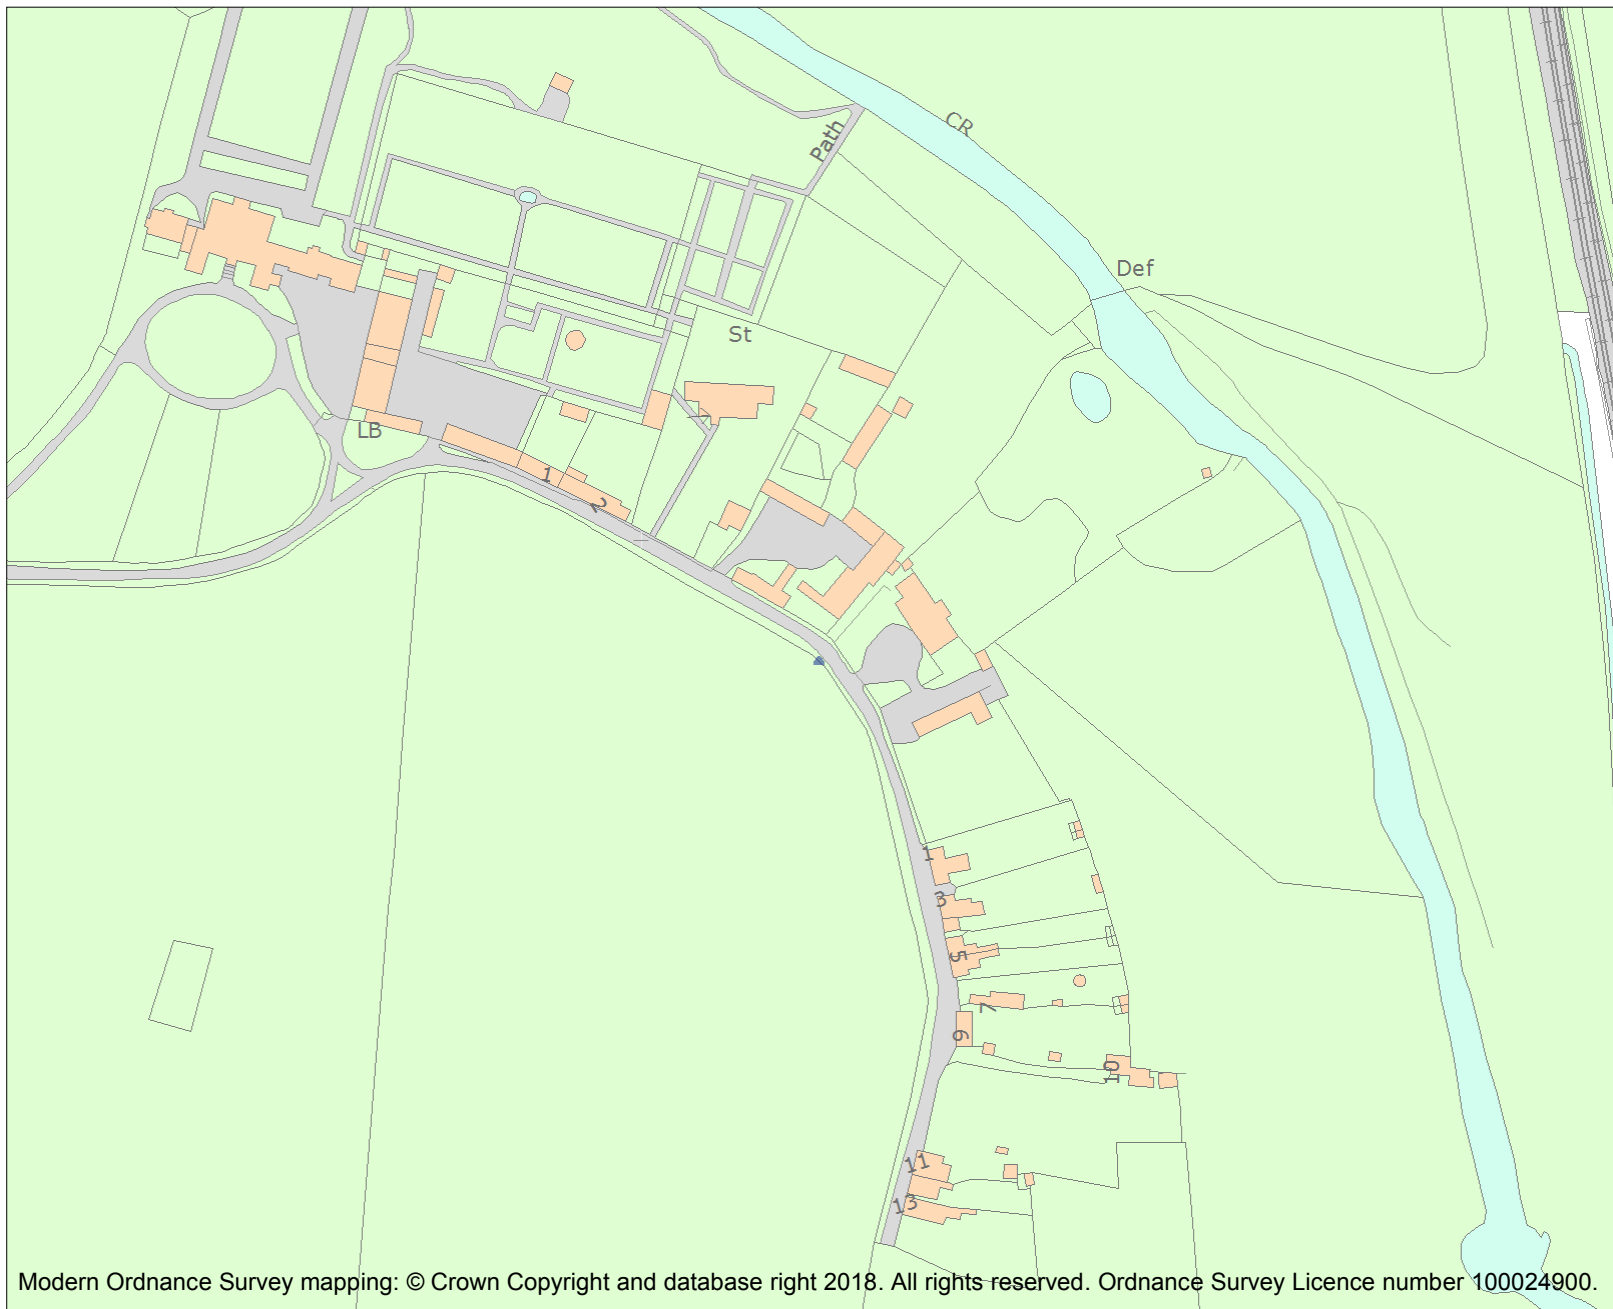 CR
Path
Def
St
LB
1
2
1
3
5
7
9
10
11
13
Modern Ordnance Survey mapping: © Crown Copyright and database right 2018. All rights reserved. Ordnance Survey Licence number 100024900.